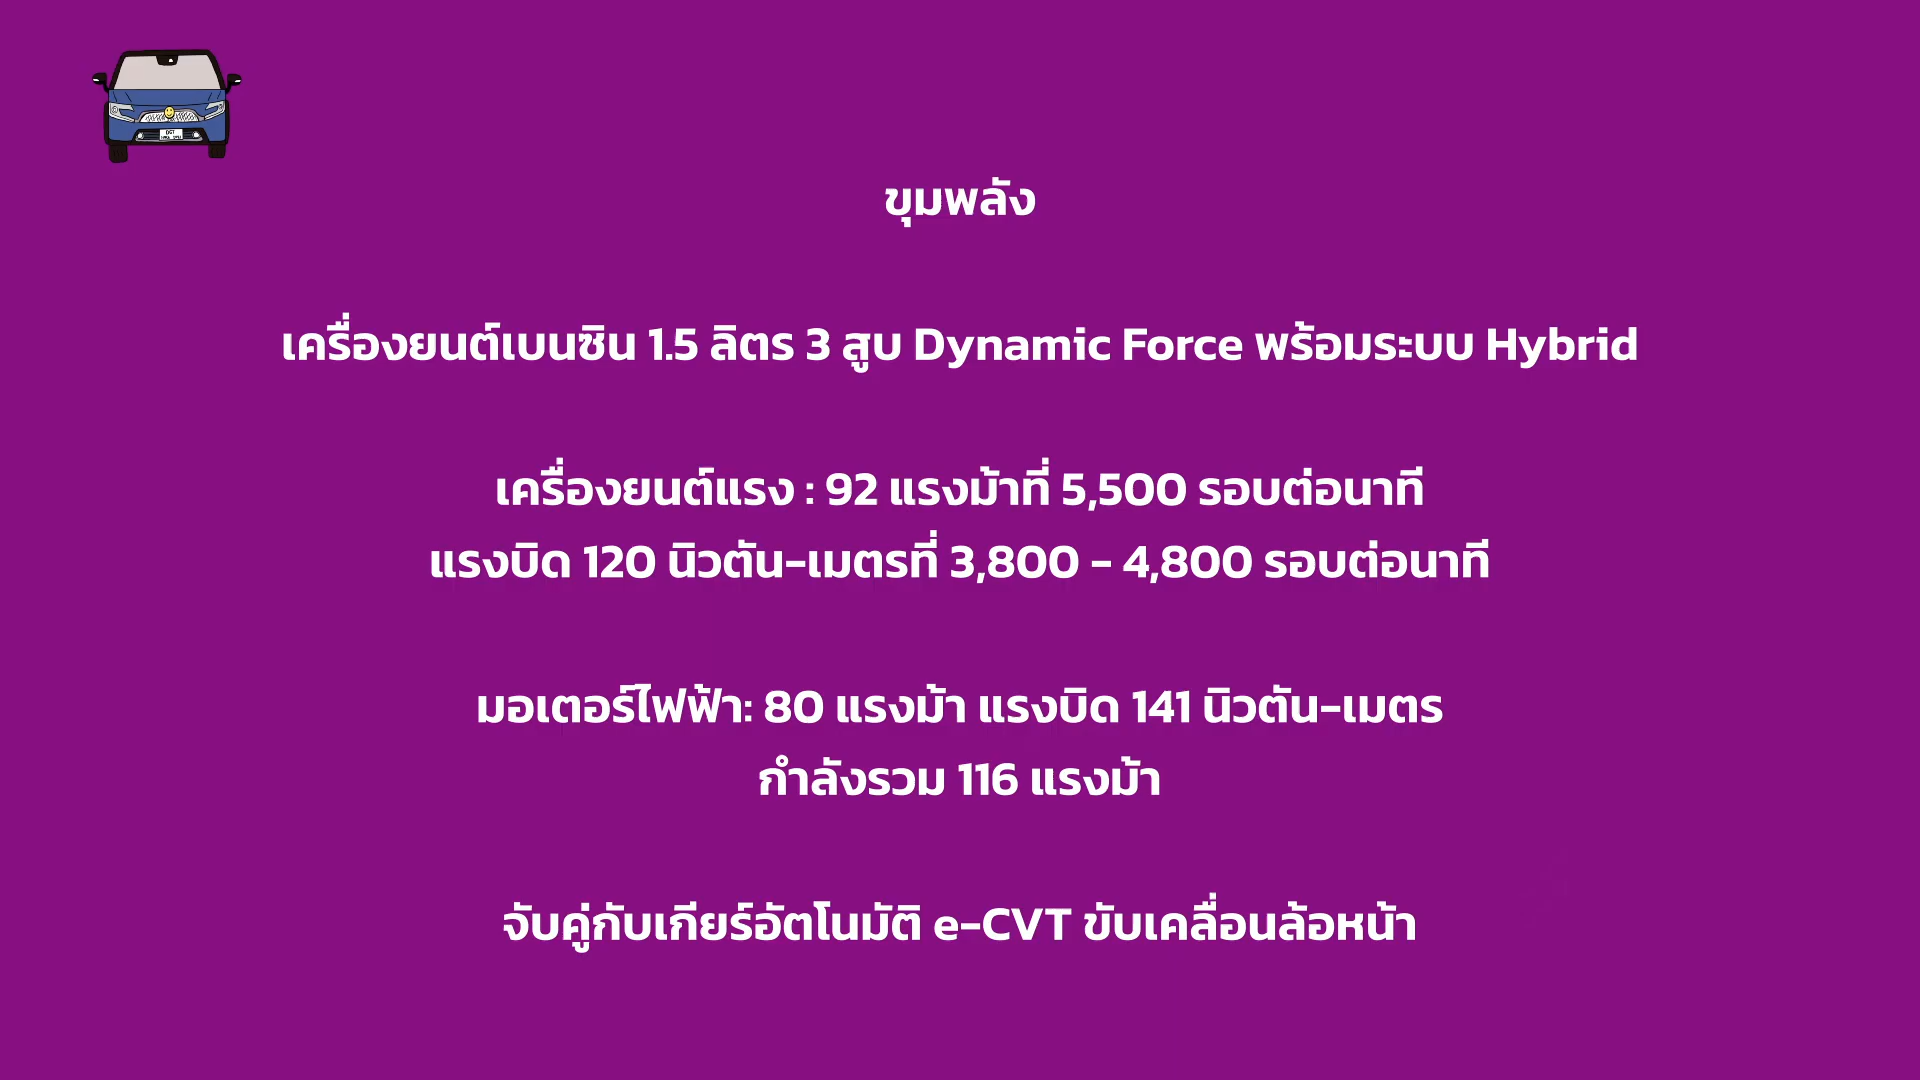 ขุมพลัง
เครื่องยนต์เบนซิน 1.5 ลิตร 3 สูบ Dynamic Force พร้อมระบบ Hybrid
เครื่องยนต์แรง : 92 แรงม้าที่ 5,500 รอบต่อนาที
แรงบิด 120 นิวตัน-เมตรที่ 3,800 - 4,800 รอบต่อนาที
มอเตอร์ไฟฟ้า: 80 แรงม้า แรงบิด 141 นิวตัน-เมตร
กำลังรวม 116 แรงม้า
จับคู่กับเกียร์อัตโนมัติ e-CVT ขับเคลื่อนล้อหน้า